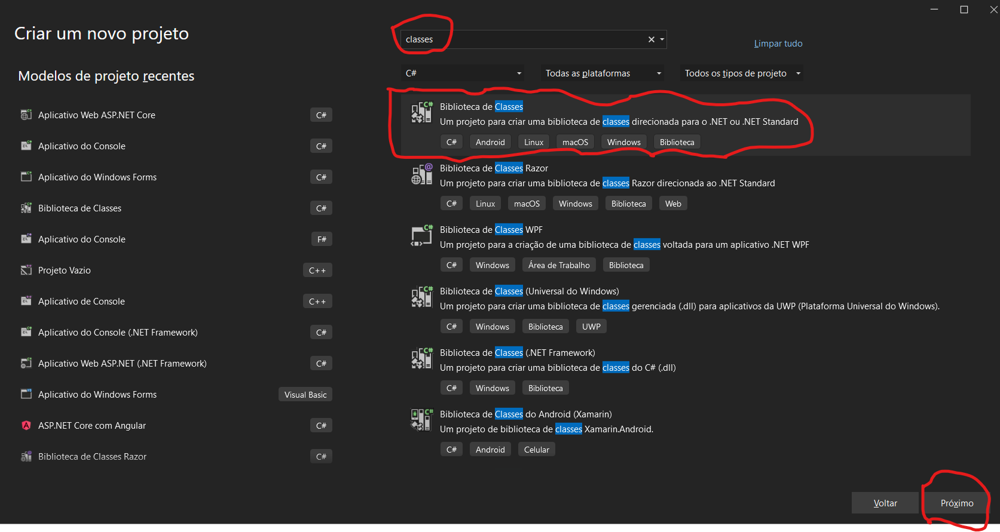 Criar um novo projeto
Modelos de projeto recentes
Aplicativo Web ASP.NET Core C#
Aplicativo do Console C#
Aplicativo do Windows Forms C#
Biblioteca de Classes C#
Aplicativo do Console F#
Projeto Vazio C++
Aplicativo de Console C++
Aplicativo do Console (.NET Framework) C#
Aplicativo Web ASP.NET (.NET Framework) C#
Aplicativo do Windows Forms Visual Basic
ASP.NET Core com Angular C#
Biblioteca de Classes Razor C#
classes
Limpar tudo
C# Todas as plataformas Todos os tipos de projeto
Biblioteca de Classes
Um projeto para criar uma biblioteca de classes direcionada para o .NET ou .NET Standard
C# Android Linux macOS Windows Biblioteca
Biblioteca de Classes Razor
Um projeto para criar uma biblioteca de classes Razor direcionada ao .NET Standard
C# Linux macOS Windows Biblioteca Web
Biblioteca de Classes WPF
Um projeto para a criação de uma biblioteca de classes voltada para um aplicativo .NET WPF
C# Windows Área de Trabalho Biblioteca
Biblioteca de Classes (Universal do Windows)
Um projeto para criar uma biblioteca de classes gerenciada (.dll) para aplicativos da UWP (Plataforma Universal do Windows).
C# Windows Biblioteca UWP
Biblioteca de Classes (.NET Framework)
Um projeto para criar uma biblioteca de classes do C# (.dll)
C# Windows Biblioteca
Biblioteca de Classes do Android (Xamarin)
Um projeto de biblioteca de classes Xamarin.Android.
C# Android Celular
Voltar Próximo